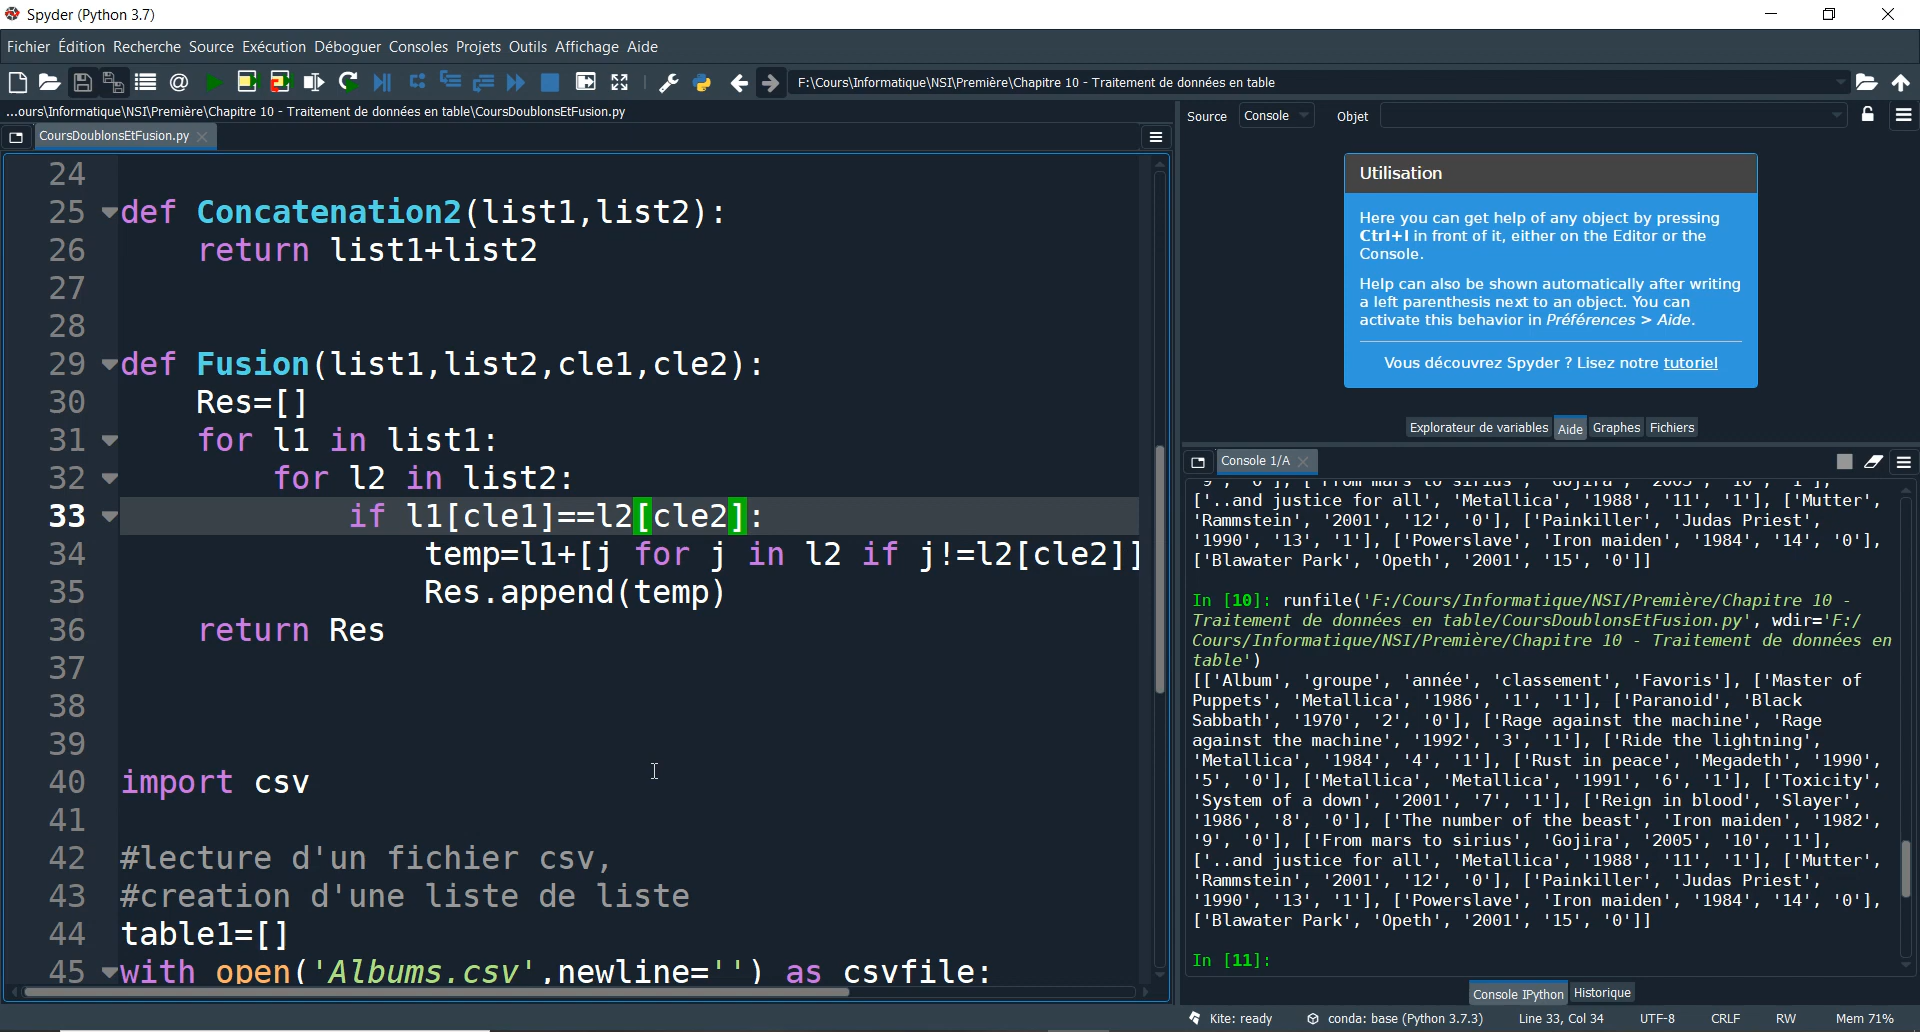 Spyder (Python 3.7)
Fichier Édition Recherche Source Exécution Déboguer Consoles Projets Outils Affichage Aide
F:\Cours\Informatique\NSI\Première\Chapitre 10 - Traitement de données en table
...ours\Informatique\NSI\Première\Chapitre 10 - Traitement de données en table\CoursDoublonsEtFusion.py
CoursDoublonsEtFusion.py
24
25 def Concatenation2(list1,list2):
26 return list1+list2
27
28
29 def Fusion(list1,list2,cle1,cle2):
30 Res=[]
31 for l1 in list1:
32 for l2 in list2:
33 if l1[cle1]==l2[cle2]:
34 temp=l1+[j for j in l2 if j!=l2[cle2]]
35 Res.append(temp)
36 return Res
37
38
39
40 import csv
41
42 #lecture d'un fichier csv,
43 #creation d'une liste de liste
44 table1=[]
45 with open('Albums.csv',newline='') as csvfile:
Source Console Objet
Utilisation
Here you can get help of any object by pressing
Ctrl+I in front of it, either on the Editor or the
Console.
Help can also be shown automatically after writing
a left parenthesis next to an object. You can
activate this behavior in Préférences > Aide.
Vous découvrez Spyder ? Lisez notre tutoriel
Explorateur de variables Aide Graphes Fichiers
Console 1/A
'9', '0'], ['From mars to sirius', 'Gojira', '2005', '10', '1'],
['..and justice for all', 'Metallica', '1988', '11', '1'], ['Mutter',
'Rammstein', '2001', '12', '0'], ['Painkiller', 'Judas Priest',
'1990', '13', '1'], ['Powerslave', 'Iron maiden', '1984', '14', '0'],
['Blawater Park', 'Opeth', '2001', '15', '0']]
In [10]: runfile('F:/Cours/Informatique/NSI/Première/Chapitre 10 -
Traitement de données en table/CoursDoublonsEtFusion.py', wdir='F:/
Cours/Informatique/NSI/Première/Chapitre 10 - Traitement de données en
table')
[['Album', 'groupe', 'année', 'classement', 'Favoris'], ['Master of
Puppets', 'Metallica', '1986', '1', '1'], ['Paranoid', 'Black
Sabbath', '1970', '2', '0'], ['Rage against the machine', 'Rage
against the machine', '1992', '3', '1'], ['Ride the lightning',
'Metallica', '1984', '4', '1'], ['Rust in peace', 'Megadeth', '1990',
'5', '0'], ['Metallica', 'Metallica', '1991', '6', '1'], ['Toxicity',
'System of a down', '2001', '7', '1'], ['Reign in blood', 'Slayer',
'1986', '8', '0'], ['The number of the beast', 'Iron maiden', '1982',
'9', '0'], ['From mars to sirius', 'Gojira', '2005', '10', '1'],
['..and justice for all', 'Metallica', '1988', '11', '1'], ['Mutter',
'Rammstein', '2001', '12', '0'], ['Painkiller', 'Judas Priest',
'1990', '13', '1'], ['Powerslave', 'Iron maiden', '1984', '14', '0'],
['Blawater Park', 'Opeth', '2001', '15', '0']]
In [11]:
Console IPython Historique
Kite: ready conda: base (Python 3.7.3) Line 33, Col 34 UTF-8 CRLF RW Mem 71%